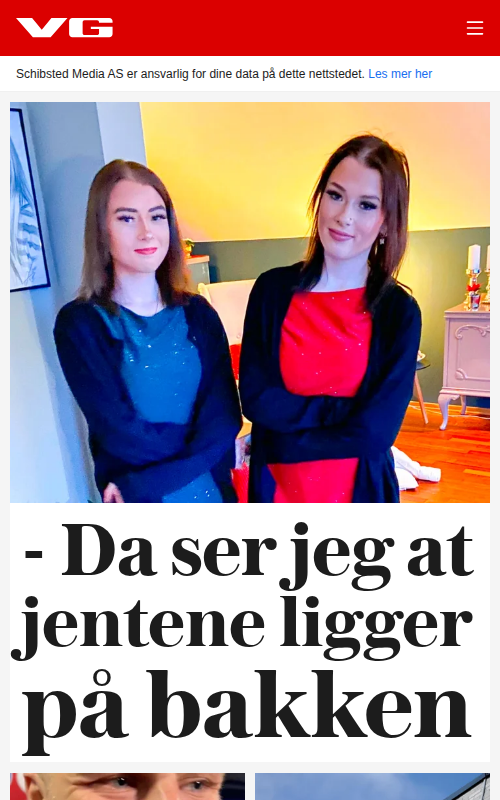 VG
Schibsted Media AS er ansvarlig for dine data på dette nettstedet. Les mer her
- Da ser jeg at
jentene ligger
på bakken